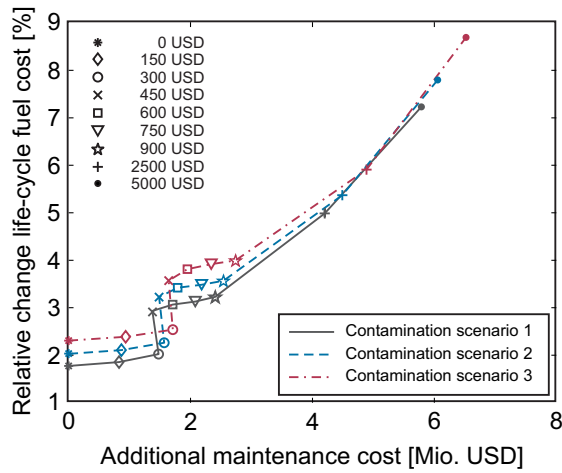 Relative change life-cycle fuel cost [%]
9
8
7
6
5
4
3
2
1
0 USD
150 USD
300 USD
450 USD
600 USD
750 USD
900 USD
2500 USD
5000 USD
Contamination scenario 1
Contamination scenario 2
Contamination scenario 3
0 2 4 6 8
Additional maintenance cost [Mio. USD]